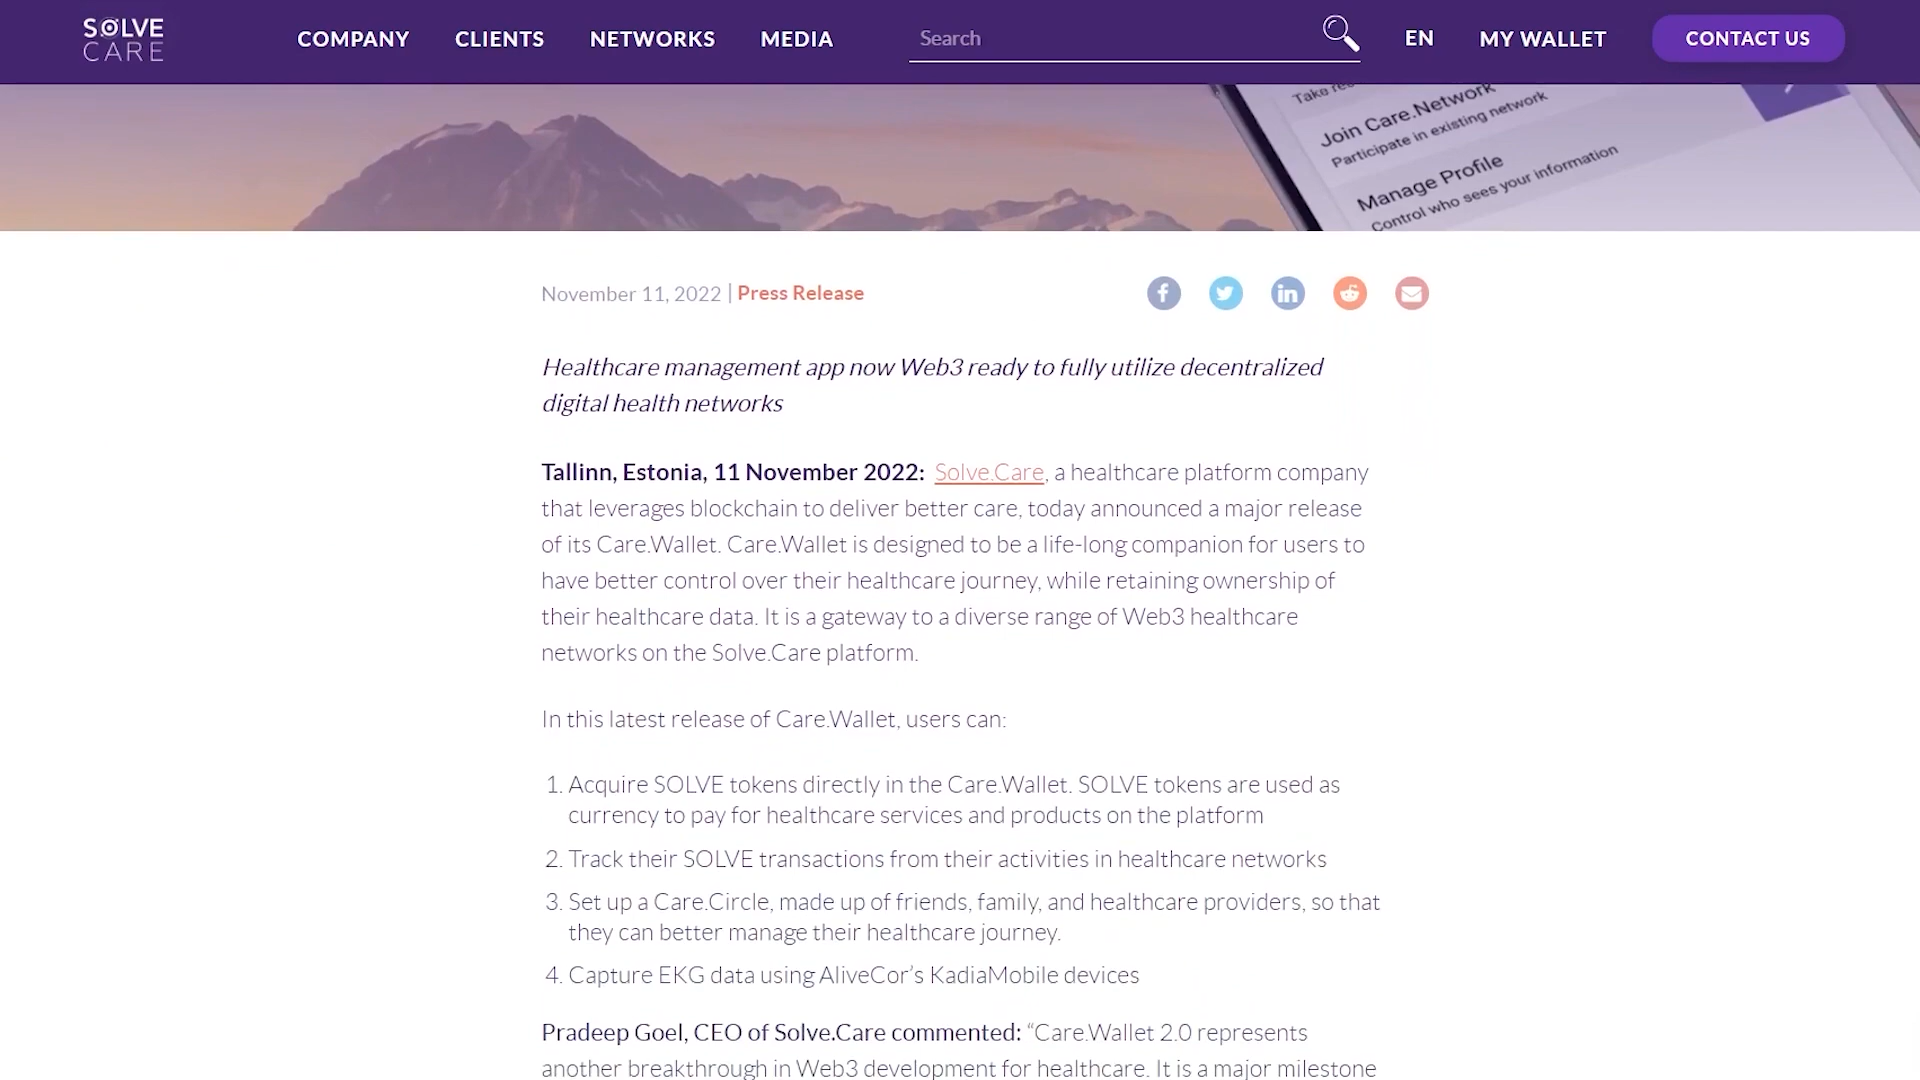 SOLVE
CARE
COMPANY
CLIENTS
NETWORKS
MEDIA
Search
EN
MY WALLET
CONTACT US
Join Care.Network
Participate in existing network
Manage Profile
Control who sees your information
November 11, 2022 | Press Release
Healthcare management app now Web3 ready to fully utilize decentralized
digital health networks
Tallinn, Estonia, 11 November 2022: Solve.Care, a healthcare platform company
that leverages blockchain to deliver better care, today announced a major release
of its Care.Wallet. Care.Wallet is designed to be a life-long companion for users to
have better control over their healthcare journey, while retaining ownership of
their healthcare data. It is a gateway to a diverse range of Web3 healthcare
networks on the Solve.Care platform.
In this latest release of Care.Wallet, users can:
1. Acquire SOLVE tokens directly in the Care.Wallet. SOLVE tokens are used as
currency to pay for healthcare services and products on the platform
2. Track their SOLVE transactions from their activities in healthcare networks
3. Set up a Care.Circle, made up of friends, family, and healthcare providers, so that
they can better manage their healthcare journey.
4. Capture EKG data using AliveCor’s KadiaMobile devices
Pradeep Goel, CEO of Solve.Care commented: “Care.Wallet 2.0 represents
another breakthrough in Web3 development for healthcare. It is a major milestone